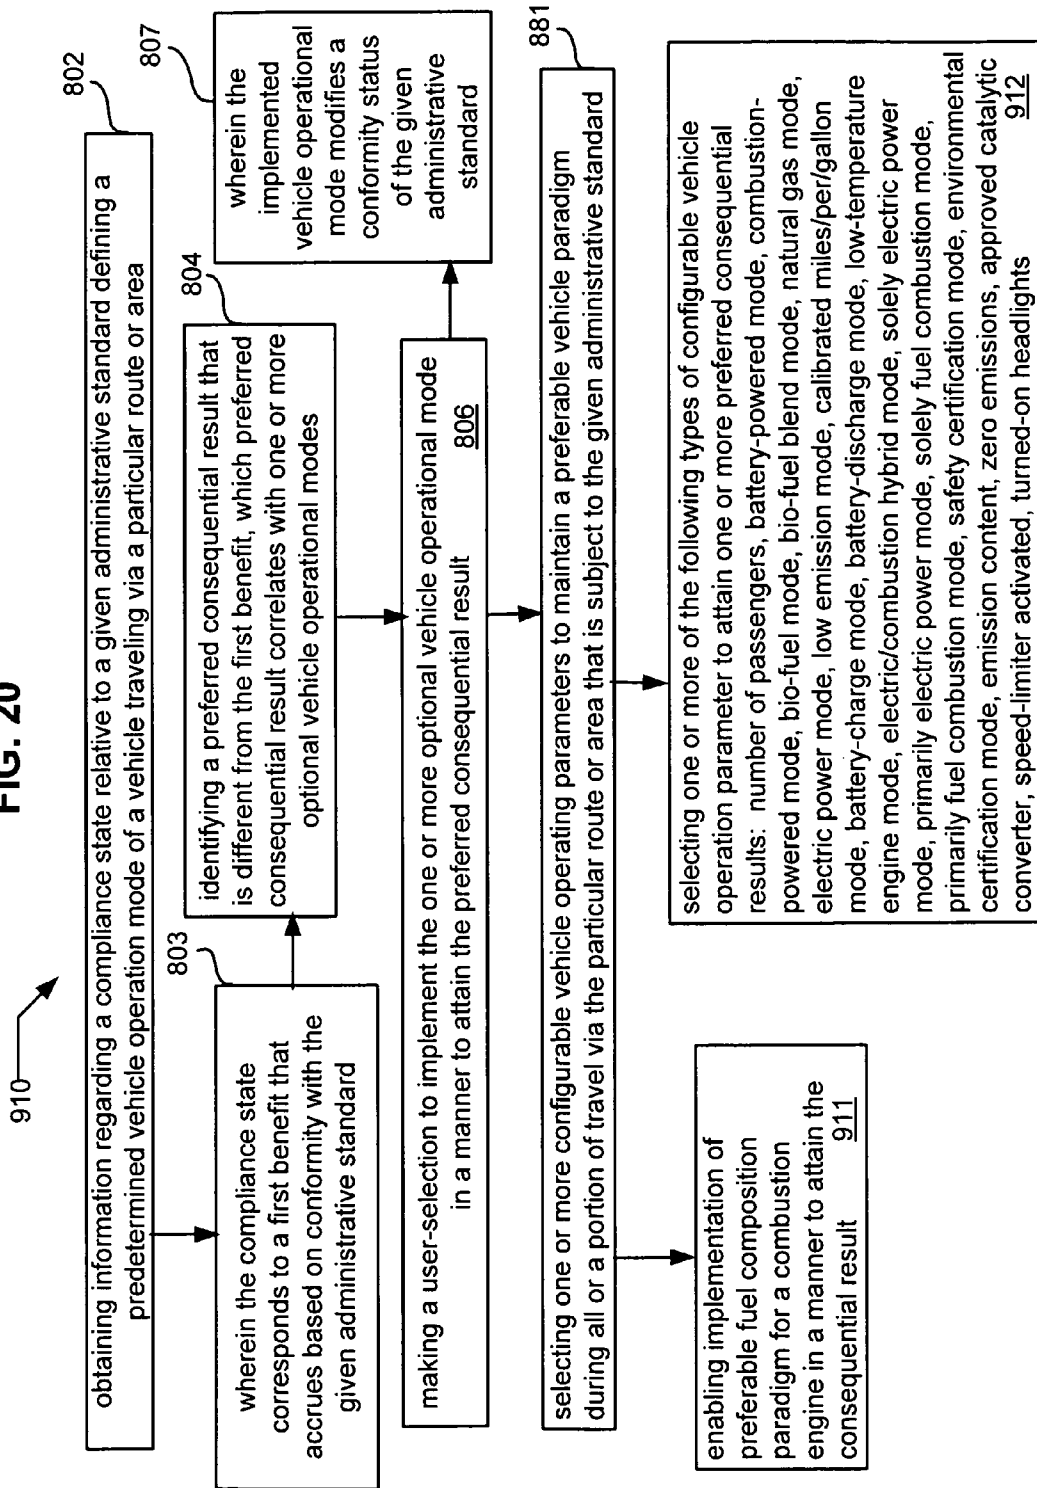 FIG. 20
910
802
obtaining information regarding a compliance state relative to a given administrative standard defining a
predetermined vehicle operation mode of a vehicle traveling via a particular route or area
803
wherein the compliance state
corresponds to a first benefit that
accrues based on conformity with the
given administrative standard
804
identifying a preferred consequential result that
is different from the first benefit, which preferred
consequential result correlates with one or more
optional vehicle operational modes
807
wherein the
implemented
vehicle operational
mode modifies a
conformity status
of the given
administrative
standard
making a user-selection to implement the one or more optional vehicle operational mode
in a manner to attain the preferred consequential result 806
881
selecting one or more configurable vehicle operating parameters to maintain a preferable vehicle paradigm
during all or a portion of travel via the particular route or area that is subject to the given administrative standard
enabling implementation of
preferable fuel composition
paradigm for a combustion
engine in a manner to attain the
consequential result 911
selecting one or more of the following types of configurable vehicle
operation parameter to attain one or more preferred consequential
results: number of passengers, battery-powered mode, combustion-
powered mode, bio-fuel mode, bio-fuel blend mode, natural gas mode,
electric power mode, low emission mode, calibrated miles/per/gallon
mode, battery-charge mode, battery-discharge mode, low-temperature
engine mode, electric/combustion hybrid mode, solely electric power
mode, primarily electric power mode, solely fuel combustion mode,
primarily fuel combustion mode, safety certification mode, environmental
certification mode, emission content, zero emissions, approved catalytic
converter, speed-limiter activated, turned-on headlights 912